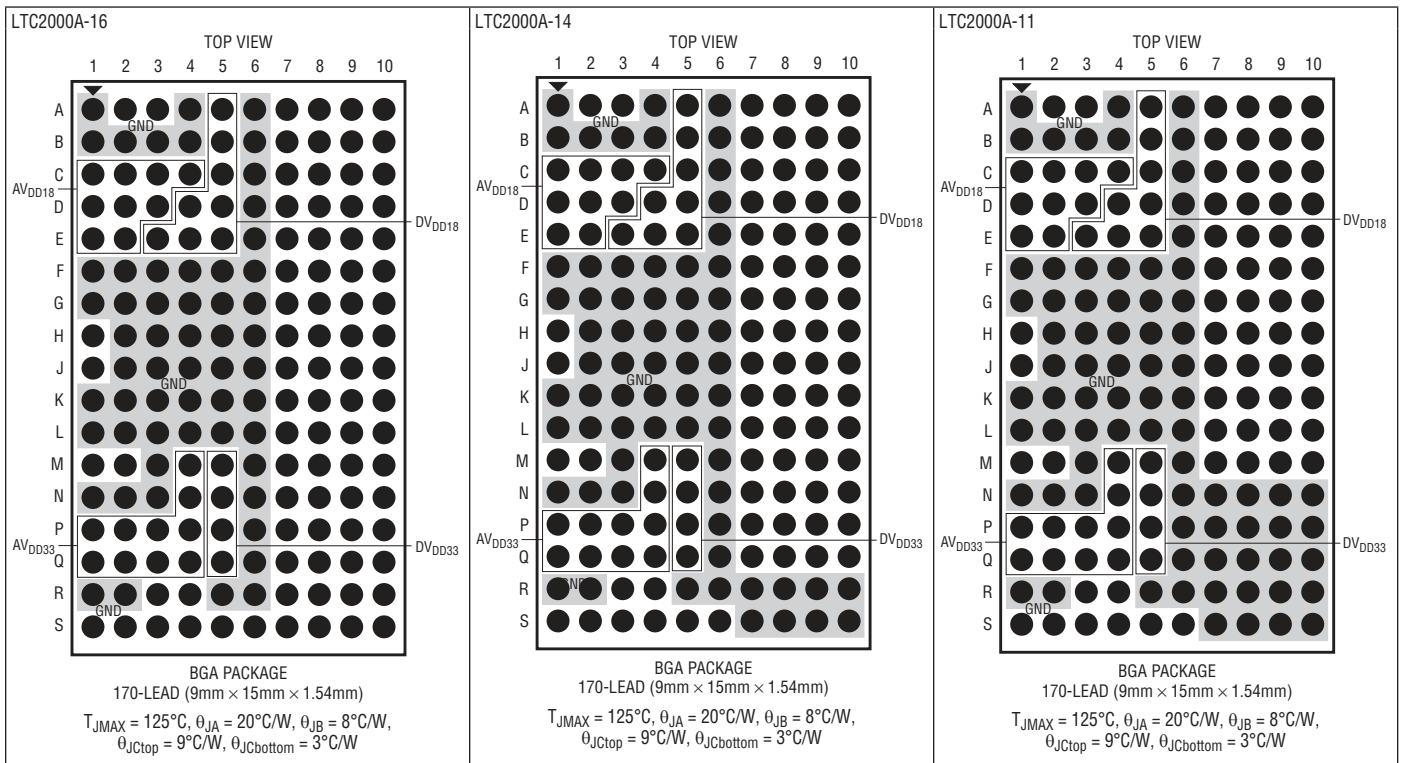 LTC2000A-16
TOP VIEW
1 2 3 4 5 6 7 8 9 10
A
GND
B
C
AVDD18
D
DVDD18
E
F
G
H
J
GND
K
L
M
N
P
AVDD33
DVDD33
Q
R
GND
S
BGA PACKAGE
170-LEAD (9mm × 15mm × 1.54mm)
TJMAX = 125°C, θJA = 20°C/W, θJB = 8°C/W,
θJCtop = 9°C/W, θJCbottom = 3°C/W
LTC2000A-14
TOP VIEW
1 2 3 4 5 6 7 8 9 10
A
GND
B
C
AVDD18
D
DVDD18
E
F
G
H
J
GND
K
L
M
N
P
AVDD33
DVDD33
Q
R
GND
S
BGA PACKAGE
170-LEAD (9mm × 15mm × 1.54mm)
TJMAX = 125°C, θJA = 20°C/W, θJB = 8°C/W,
θJCtop = 9°C/W, θJCbottom = 3°C/W
LTC2000A-11
TOP VIEW
1 2 3 4 5 6 7 8 9 10
A
GND
B
C
AVDD18
D
DVDD18
E
F
G
H
J
GND
K
L
M
N
P
AVDD33
DVDD33
Q
R
GND
S
BGA PACKAGE
170-LEAD (9mm × 15mm × 1.54mm)
TJMAX = 125°C, θJA = 20°C/W, θJB = 8°C/W,
θJCtop = 9°C/W, θJCbottom = 3°C/W